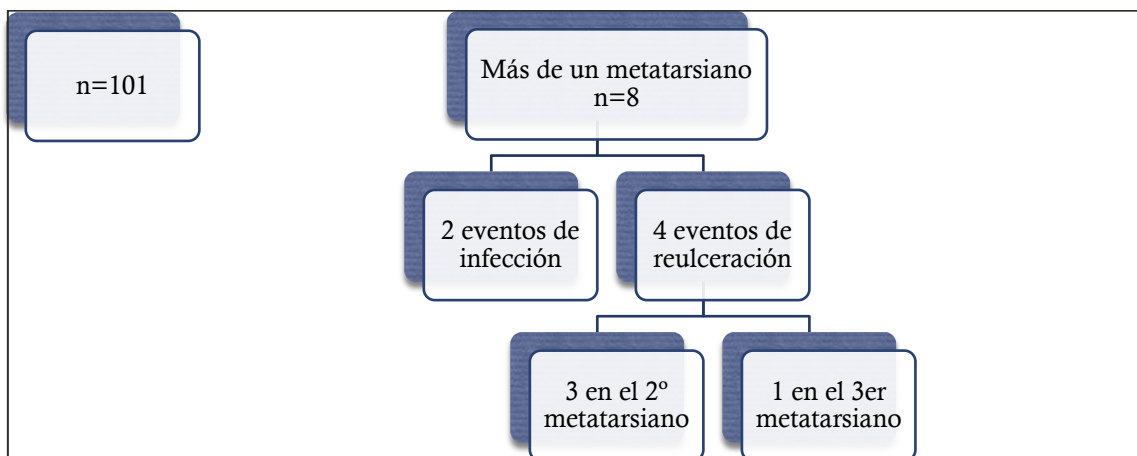 n=101
Más de un metatarsiano
n=8
2 eventos de
infección
4 eventos de
reulceración
3 en el 2º
metatarsiano
1 en el 3er
metatarsiano